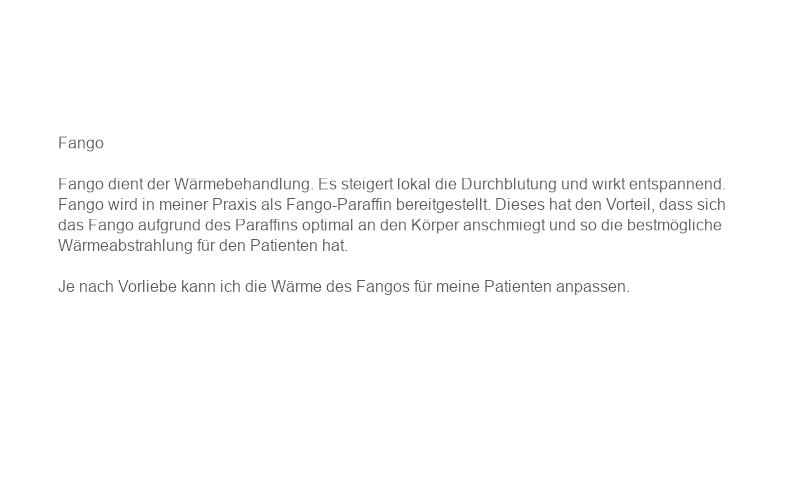 Fango
Fango dient der Wärmebehandlung. Es steigert lokal die Durchblutung und wirkt entspannend.
Fango wird in meiner Praxis als Fango-Paraffin bereitgestellt. Dieses hat den Vorteil, dass sich
das Fango aufgrund des Paraffins optimal an den Körper anschmiegt und so die bestmögliche
Wärmeabstrahlung für den Patienten hat.
Je nach Vorliebe kann ich die Wärme des Fangos für meine Patienten anpassen.